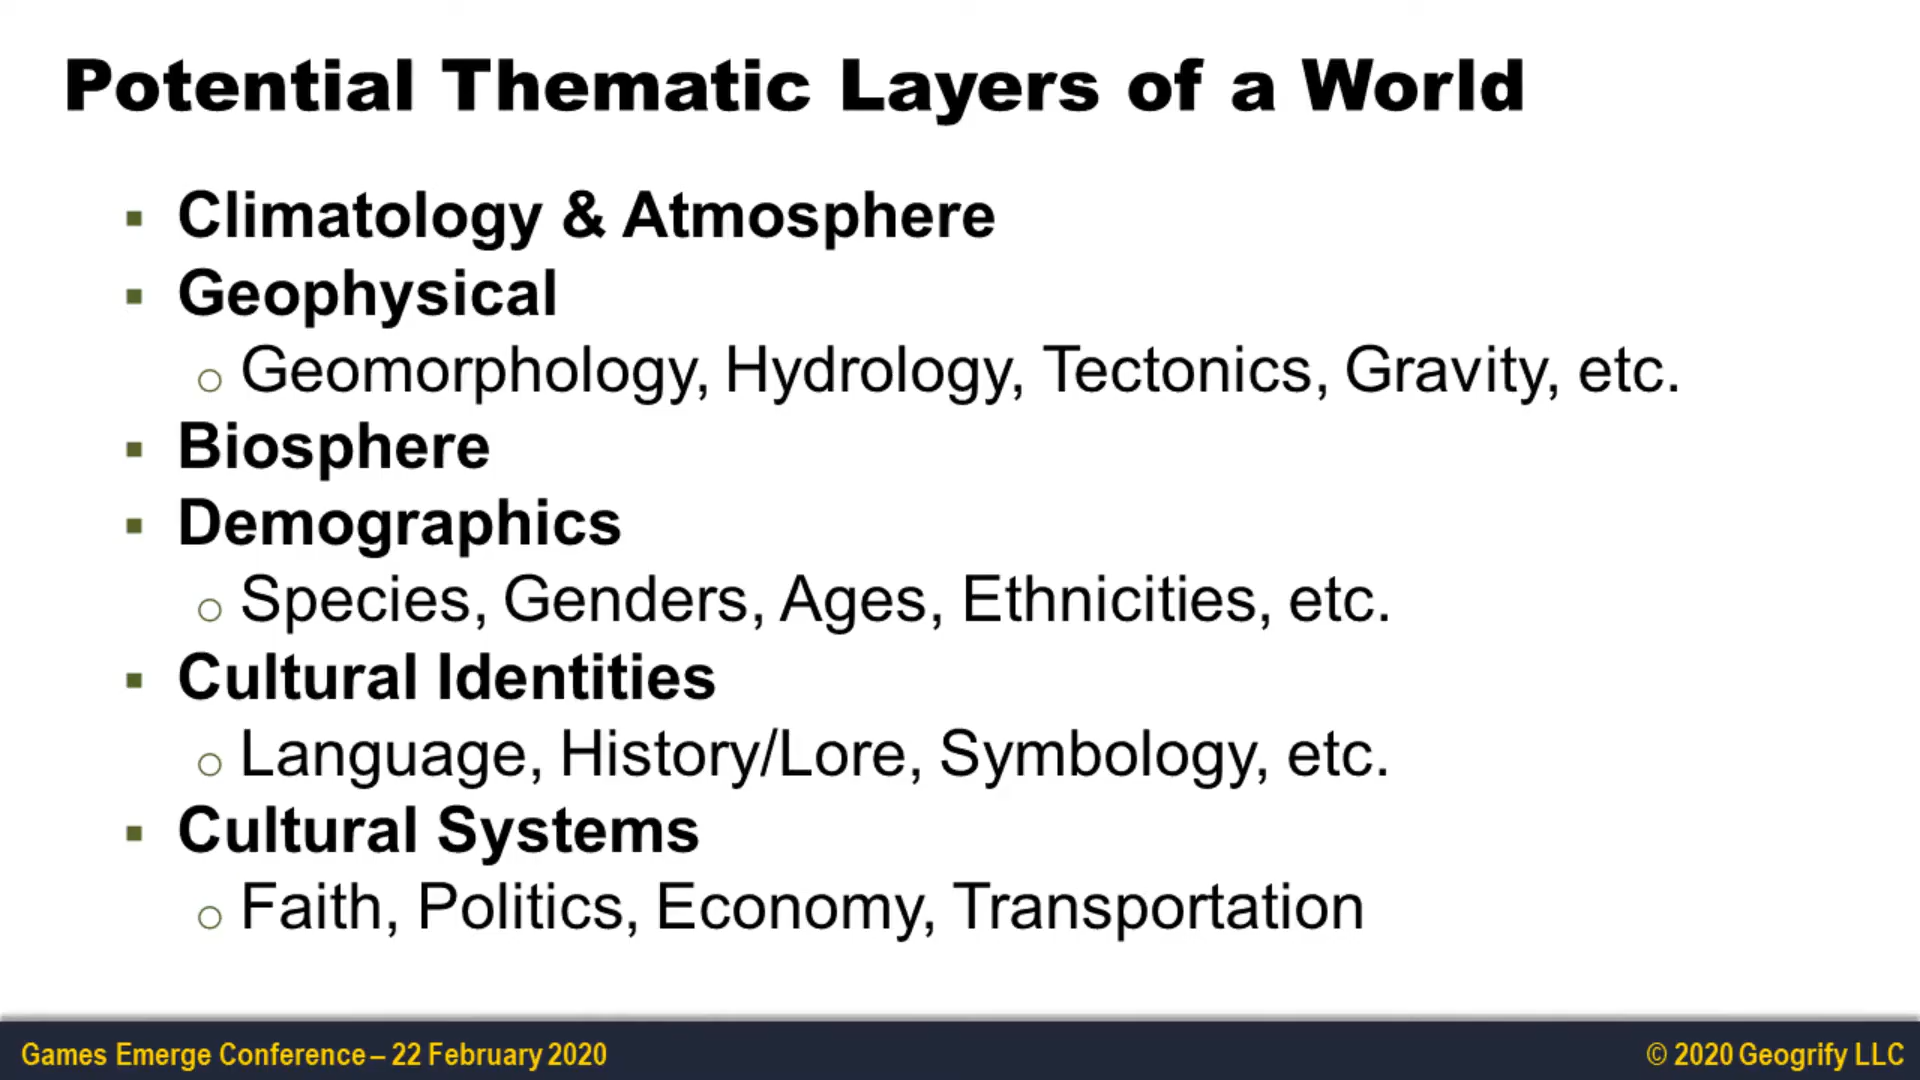 Potential Thematic Layers of a World
▪ Climatology & Atmosphere
▪ Geophysical
○ Geomorphology, Hydrology, Tectonics, Gravity, etc.
▪ Biosphere
▪ Demographics
○ Species, Genders, Ages, Ethnicities, etc.
▪ Cultural Identities
○ Language, History/Lore, Symbology, etc.
▪ Cultural Systems
○ Faith, Politics, Economy, Transportation
Games Emerge Conference – 22 February 2020
© 2020 Geogrify LLC